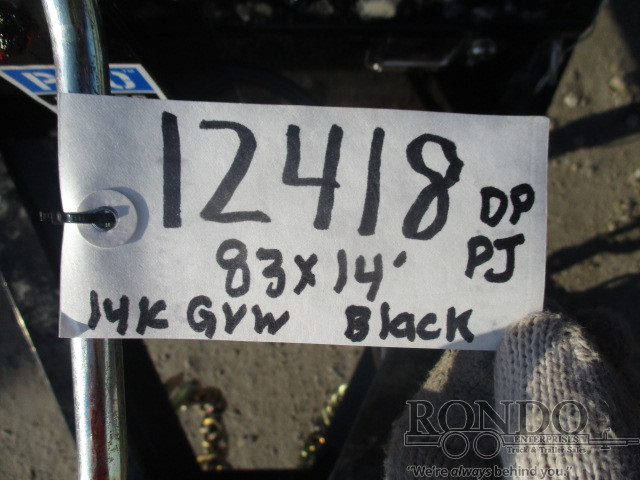 12418
DP
PJ
83x14'
14K GVW Black
RONDO
ENTERPRISES
Truck & Trailer Sales
"We're always behind you."